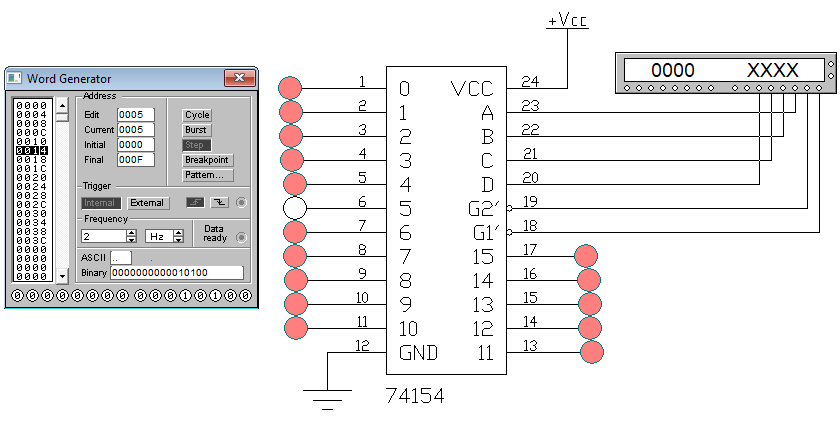 Word Generator
0000
0004
0008
000C
0010
0014
0018
001C
0020
0024
0028
002C
0030
0034
0038
003C
0000
0000
0000
0000
Address
Edit 0005
Current 0005
Initial 0000
Final 000F
Cycle
Burst
Step
Breakpoint
Pattern...
Trigger
Internal External
Frequency
2 Hz
Data
ready
ASCII ..
.
Binary 0000000000010100
0 0 0 0 0 0 0 0 0 0 0 1 0 1 0 0
+Vcc
0000 XXXX
1 0 VCC 24
2 1 A 23
3 2 B 22
4 3 C 21
5 4 D 20
6 5 G2' 19
7 6 G1' 18
8 7 15 17
9 8 14 16
10 9 13 15
11 10 12 14
12 GND 11 13
74154